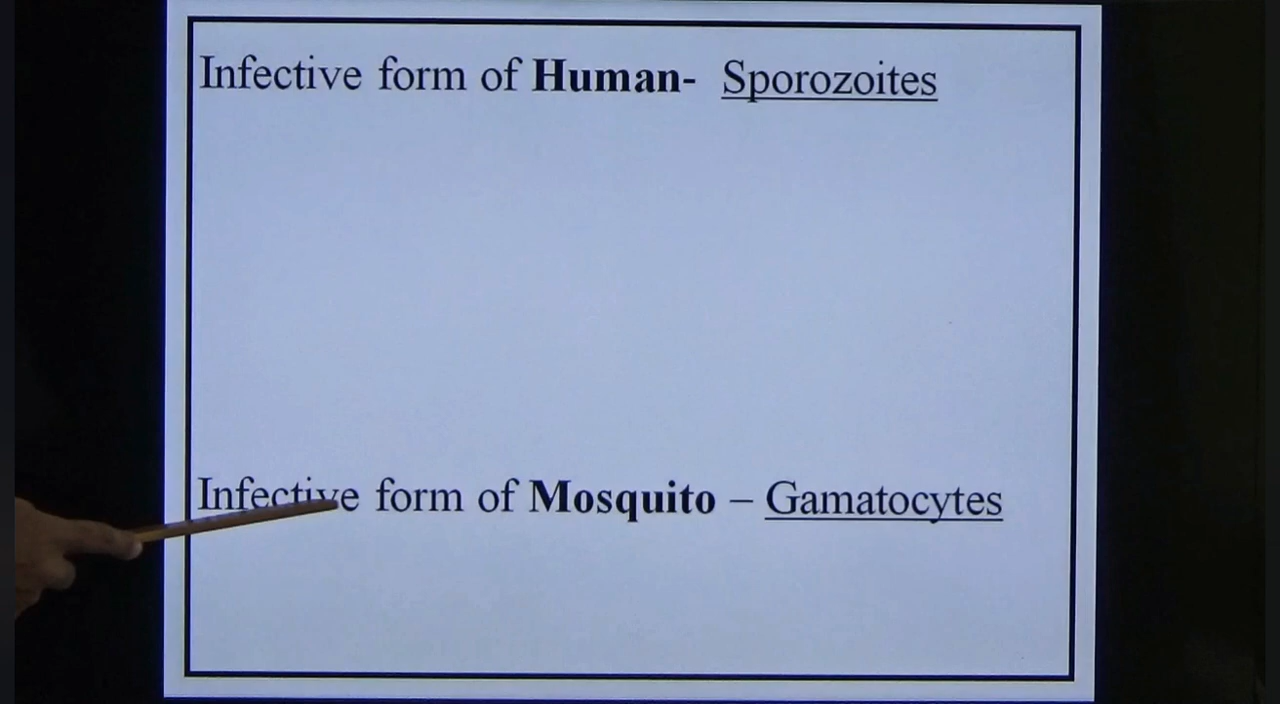 Infective form of Human- Sporozoites
Infective form of Mosquito – Gamatocytes